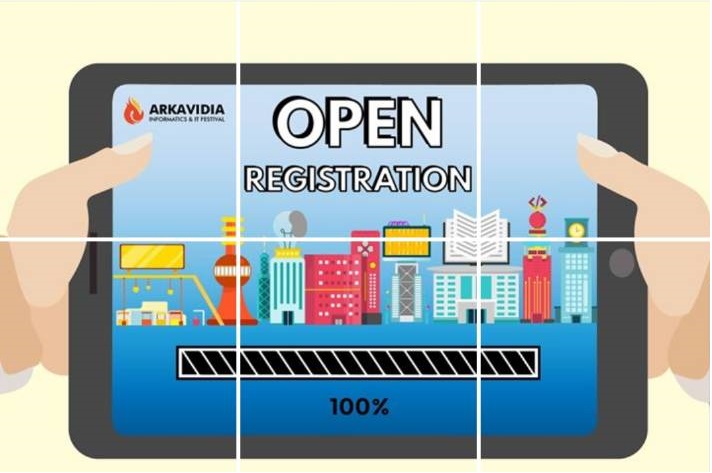 ARKAVIDIA
INFORMATICS & IT FESTIVAL
OPEN
REGISTRATION
</>
100%